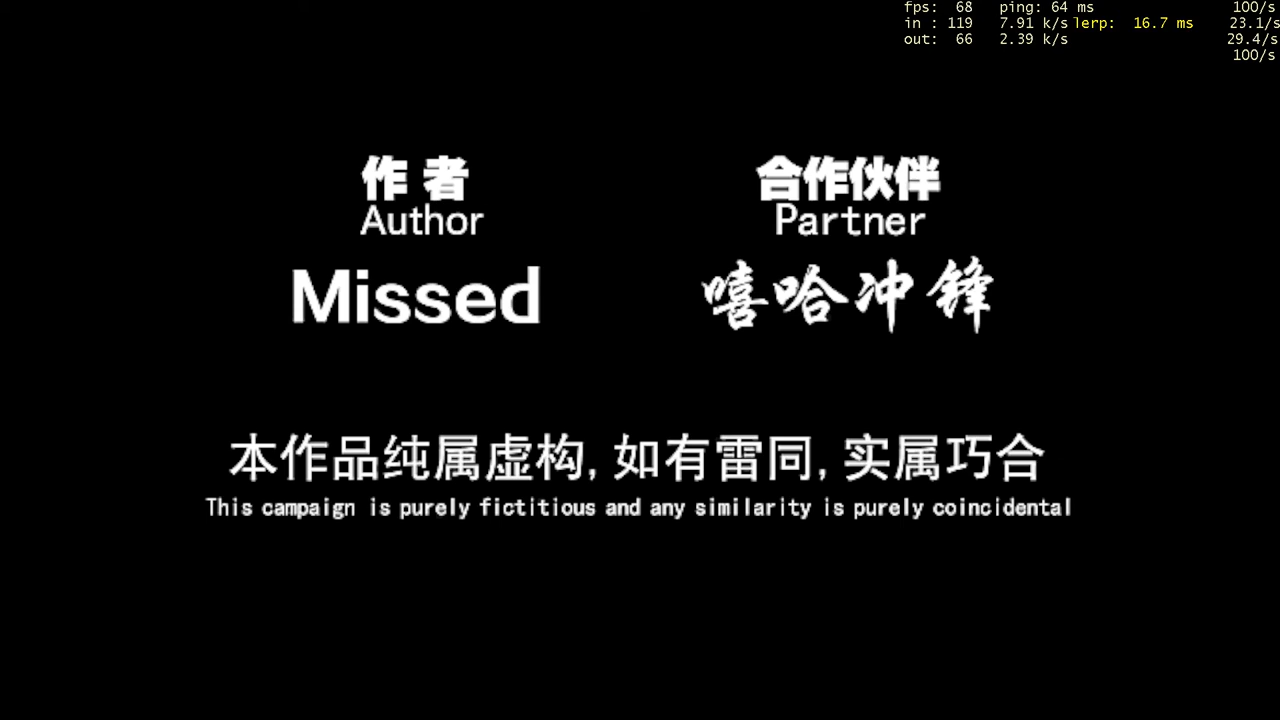 fps: 68 ping: 64 ms 100/s
in : 119 7.91 k/s lerp: 16.7 ms 23.1/s
out: 66 2.39 k/s 29.4/s
100/s
作者 合作伙伴
Author Partner
Missed 嘻哈冲锋
本作品纯属虚构,如有雷同,实属巧合
This campaign is purely fictitious and any similarity is purely coincidental